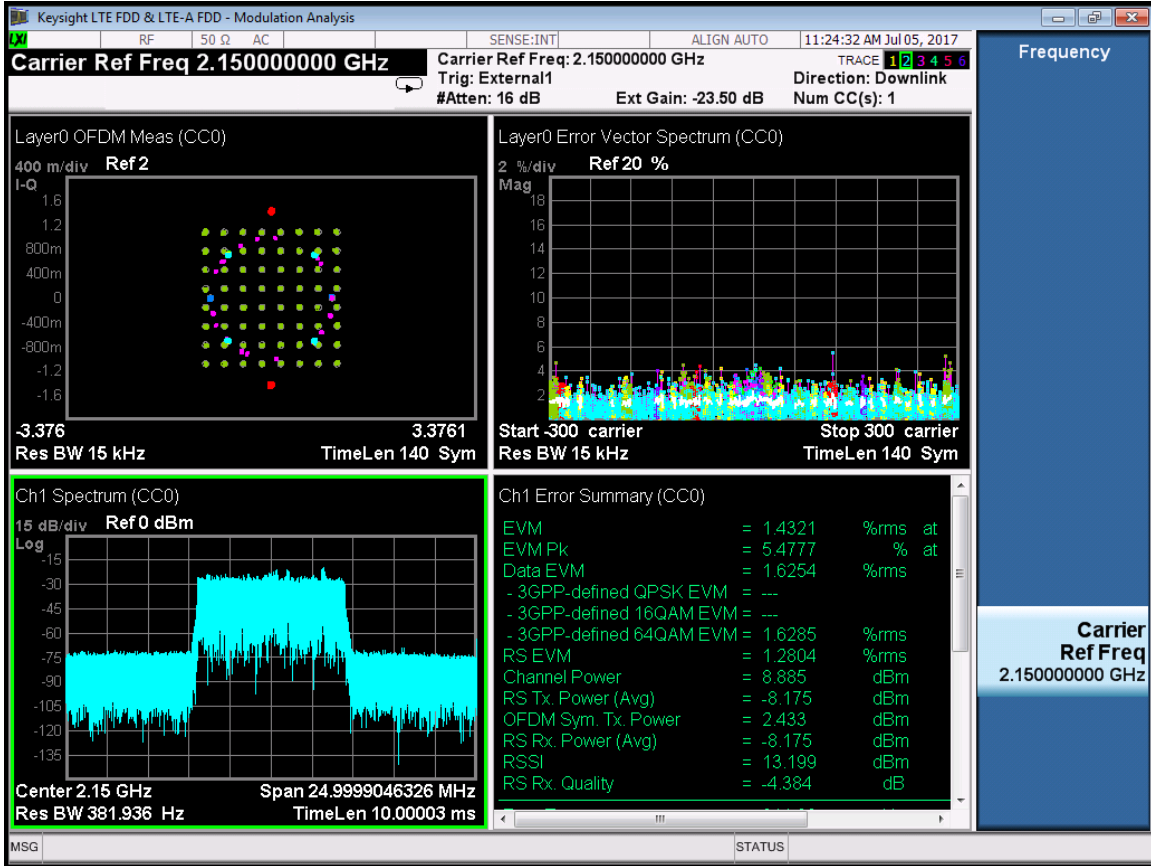 Keysight LTE FDD & LTE-A FDD - Modulation Analysis
LXI RF 50 Ω AC SENSE:INT ALIGN AUTO 11:24:32 AM Jul 05, 2017
Carrier Ref Freq 2.150000000 GHz
Carrier Ref Freq: 2.150000000 GHz
Trig: External1
#Atten: 16 dB Ext Gain: -23.50 dB
TRACE 1 2 3 4 5 6
Direction: Downlink
Num CC(s): 1
Frequency
Layer0 OFDM Meas (CC0)
400 m/div Ref 2
I-Q
1.6
1.2
800m
400m
0
-400m
-800m
-1.2
-1.6
-3.376 3.3761
Res BW 15 kHz TimeLen 140 Sym
Layer0 Error Vector Spectrum (CC0)
2 %/div Ref 20 %
Mag
18
16
14
12
10
8
6
4
2
Start -300 carrier Stop 300 carrier
Res BW 15 kHz TimeLen 140 Sym
Ch1 Spectrum (CC0)
15 dB/div Ref 0 dBm
Log
-15
-30
-45
-60
-75
-90
-105
-120
-135
Center 2.15 GHz Span 24.9999046326 MHz
Res BW 381.936 Hz TimeLen 10.00003 ms
Ch1 Error Summary (CC0)
EVM = 1.4321 %rms at
EVM Pk = 5.4777 % at
Data EVM = 1.6254 %rms
- 3GPP-defined QPSK EVM = ---
- 3GPP-defined 16QAM EVM = ---
- 3GPP-defined 64QAM EVM = 1.6285 %rms
RS EVM = 1.2804 %rms
Channel Power = 8.885 dBm
RS Tx. Power (Avg) = -8.175 dBm
OFDM Sym. Tx. Power = 2.433 dBm
RS Rx. Power (Avg) = -8.175 dBm
RSSI = 13.199 dBm
RS Rx. Quality = -4.384 dB
Carrier
Ref Freq
2.150000000 GHz
MSG STATUS